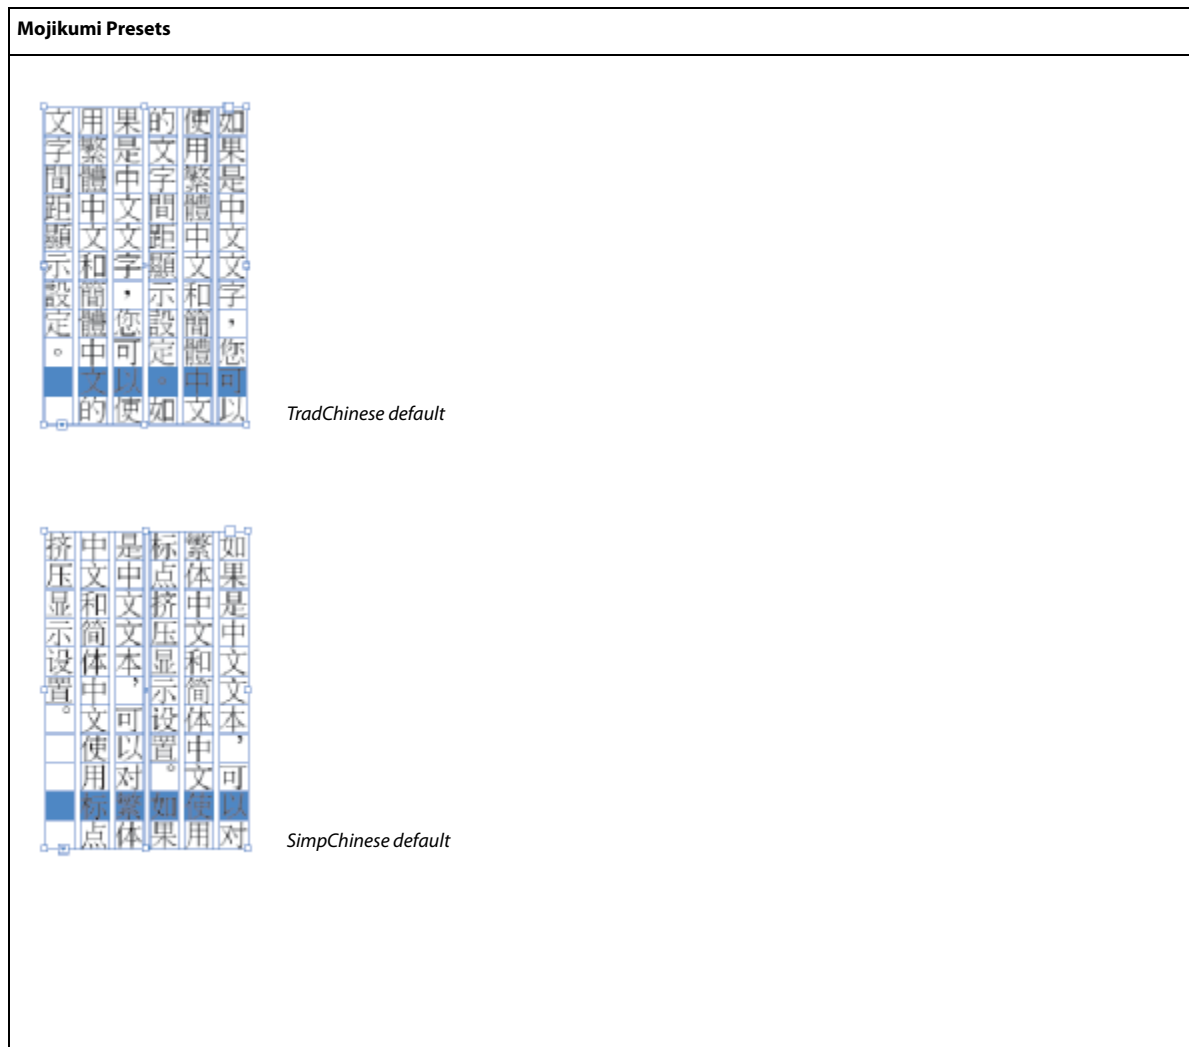 Mojikumi Presets
如果是中文文字，您可以
使用繁體中文和簡體中文
的文字間距顯示設定。如
果是中文文字，您可以使
用繁體中文和簡體中文的
文字間距顯示設定。
TradChinese default
如果是中文文本，可以对
繁体中文和简体中文使用
标点挤压显示设置。如果
是中文文本，可以对繁体
中文和简体中文使用标点
挤压显示设置。
SimpChinese default